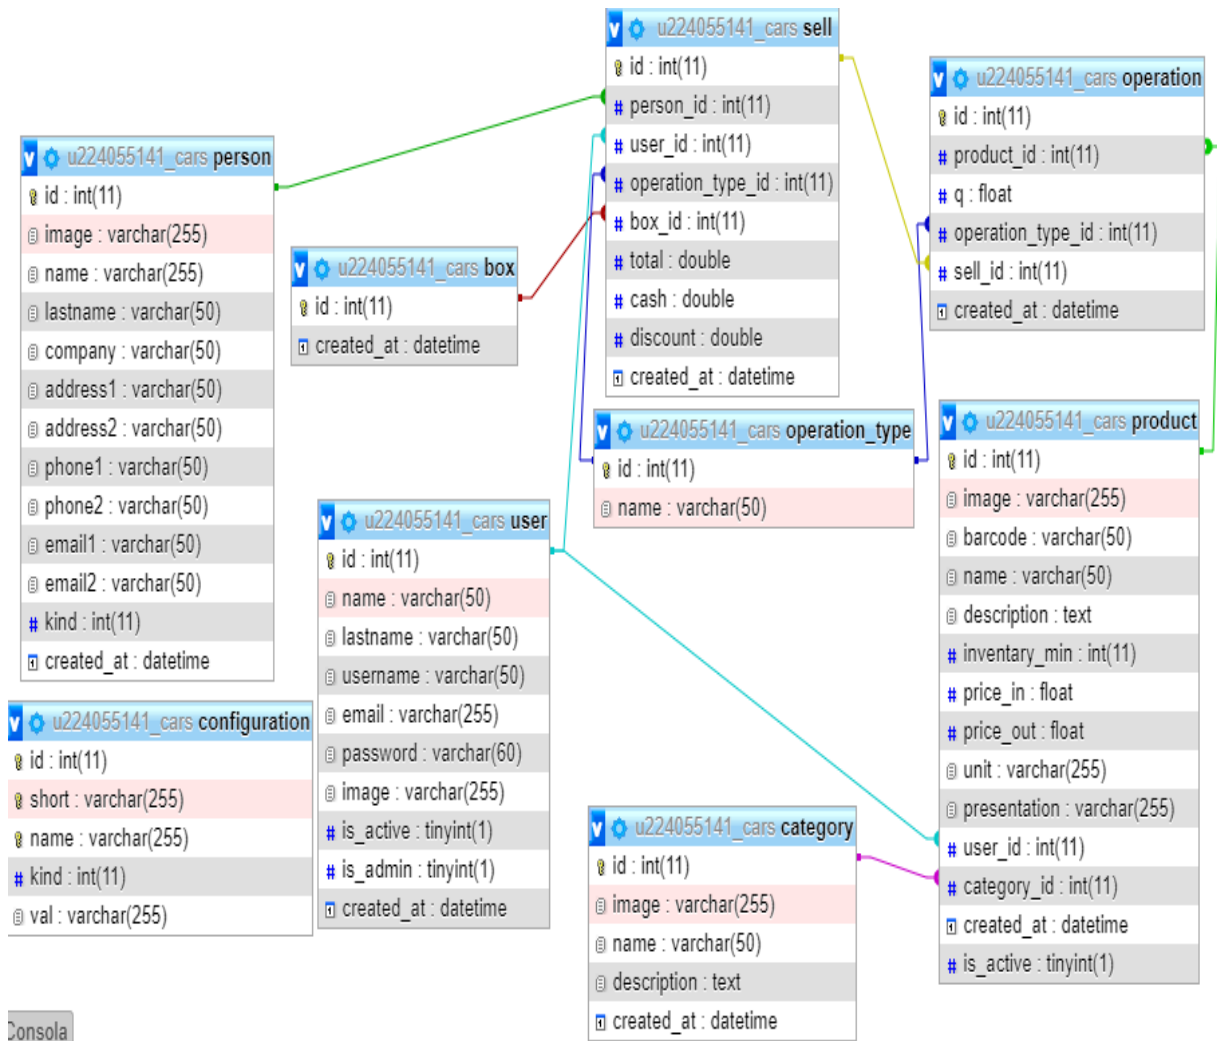 u224055141_cars sell
id : int(11)
person_id : int(11)
user_id : int(11)
operation_type_id : int(11)
box_id : int(11)
total : double
cash : double
discount : double
created_at : datetime
u224055141_cars operation
id : int(11)
product_id : int(11)
q : float
operation_type_id : int(11)
sell_id : int(11)
created_at : datetime
u224055141_cars person
id : int(11)
image : varchar(255)
name : varchar(255)
lastname : varchar(50)
company : varchar(50)
address1 : varchar(50)
address2 : varchar(50)
phone1 : varchar(50)
phone2 : varchar(50)
email1 : varchar(50)
email2 : varchar(50)
kind : int(11)
created_at : datetime
u224055141_cars box
id : int(11)
created_at : datetime
u224055141_cars operation_type
id : int(11)
name : varchar(50)
u224055141_cars product
id : int(11)
image : varchar(255)
barcode : varchar(50)
name : varchar(50)
description : text
inventary_min : int(11)
price_in : float
price_out : float
unit : varchar(255)
presentation : varchar(255)
user_id : int(11)
category_id : int(11)
created_at : datetime
is_active : tinyint(1)
u224055141_cars user
id : int(11)
name : varchar(50)
lastname : varchar(50)
username : varchar(50)
email : varchar(255)
password : varchar(60)
image : varchar(255)
is_active : tinyint(1)
is_admin : tinyint(1)
created_at : datetime
u224055141_cars configuration
id : int(11)
short : varchar(255)
name : varchar(255)
kind : int(11)
val : varchar(255)
u224055141_cars category
id : int(11)
image : varchar(255)
name : varchar(50)
description : text
created_at : datetime
Consola